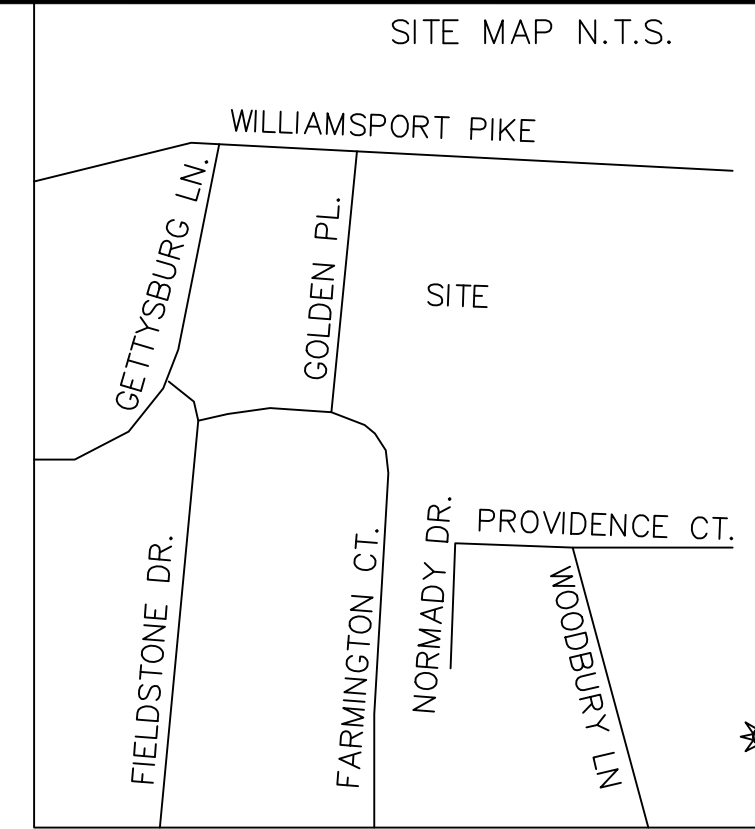 SITE MAP N.T.S.
WILLIAMSPORT PIKE
GETTYSBURG LN.
GOLDEN PL.
SITE
FIELDSTONE DR.
FARMINGTON CT.
NORMADY DR.
PROVIDENCE CT.
WOODBURY LN